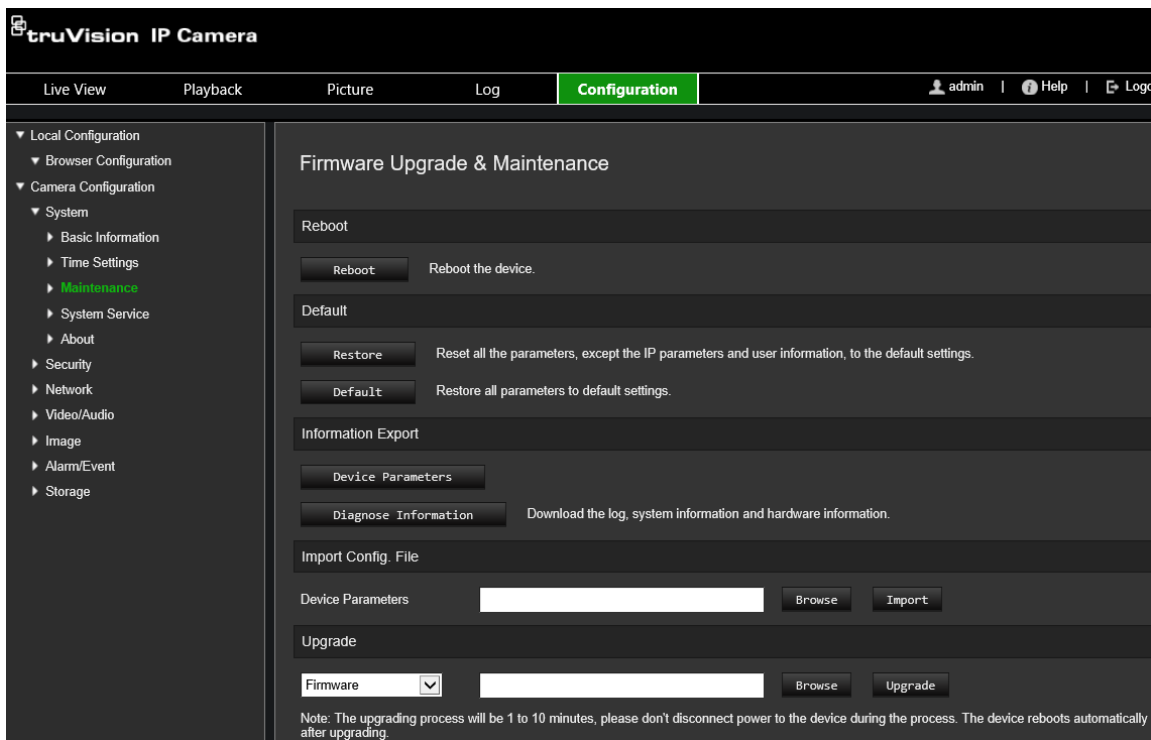 truVision IP Camera
Live View Playback Picture Log Configuration admin | Help |
Local Configuration
Browser Configuration
Camera Configuration
System
Basic Information
Time Settings
Maintenance
System Service
About
Security
Network
Video/Audio
Image
Alarm/Event
Storage
Firmware Upgrade & Maintenance
Reboot
Reboot Reboot the device.
Default
Restore Reset all the parameters, except the IP parameters and user information, to the default settings.
Default Restore all parameters to default settings.
Information Export
Device Parameters
Diagnose Information Download the log, system information and hardware information.
Import Config. File
Device Parameters Browse Import
Upgrade
Firmware Browse Upgrade
Note: The upgrading process will be 1 to 10 minutes, please don't disconnect power to the device during the process. The device reboots automatically
after upgrading.